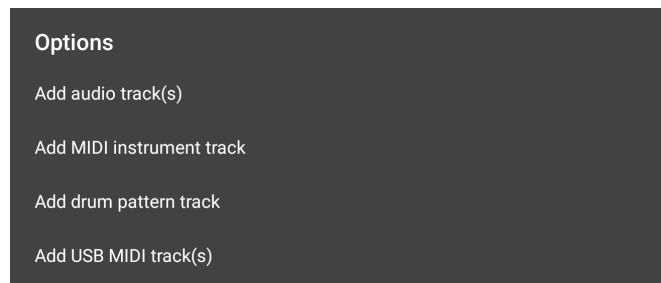 Options
Add audio track(s)
Add MIDI instrument track
Add drum pattern track
Add USB MIDI track(s)